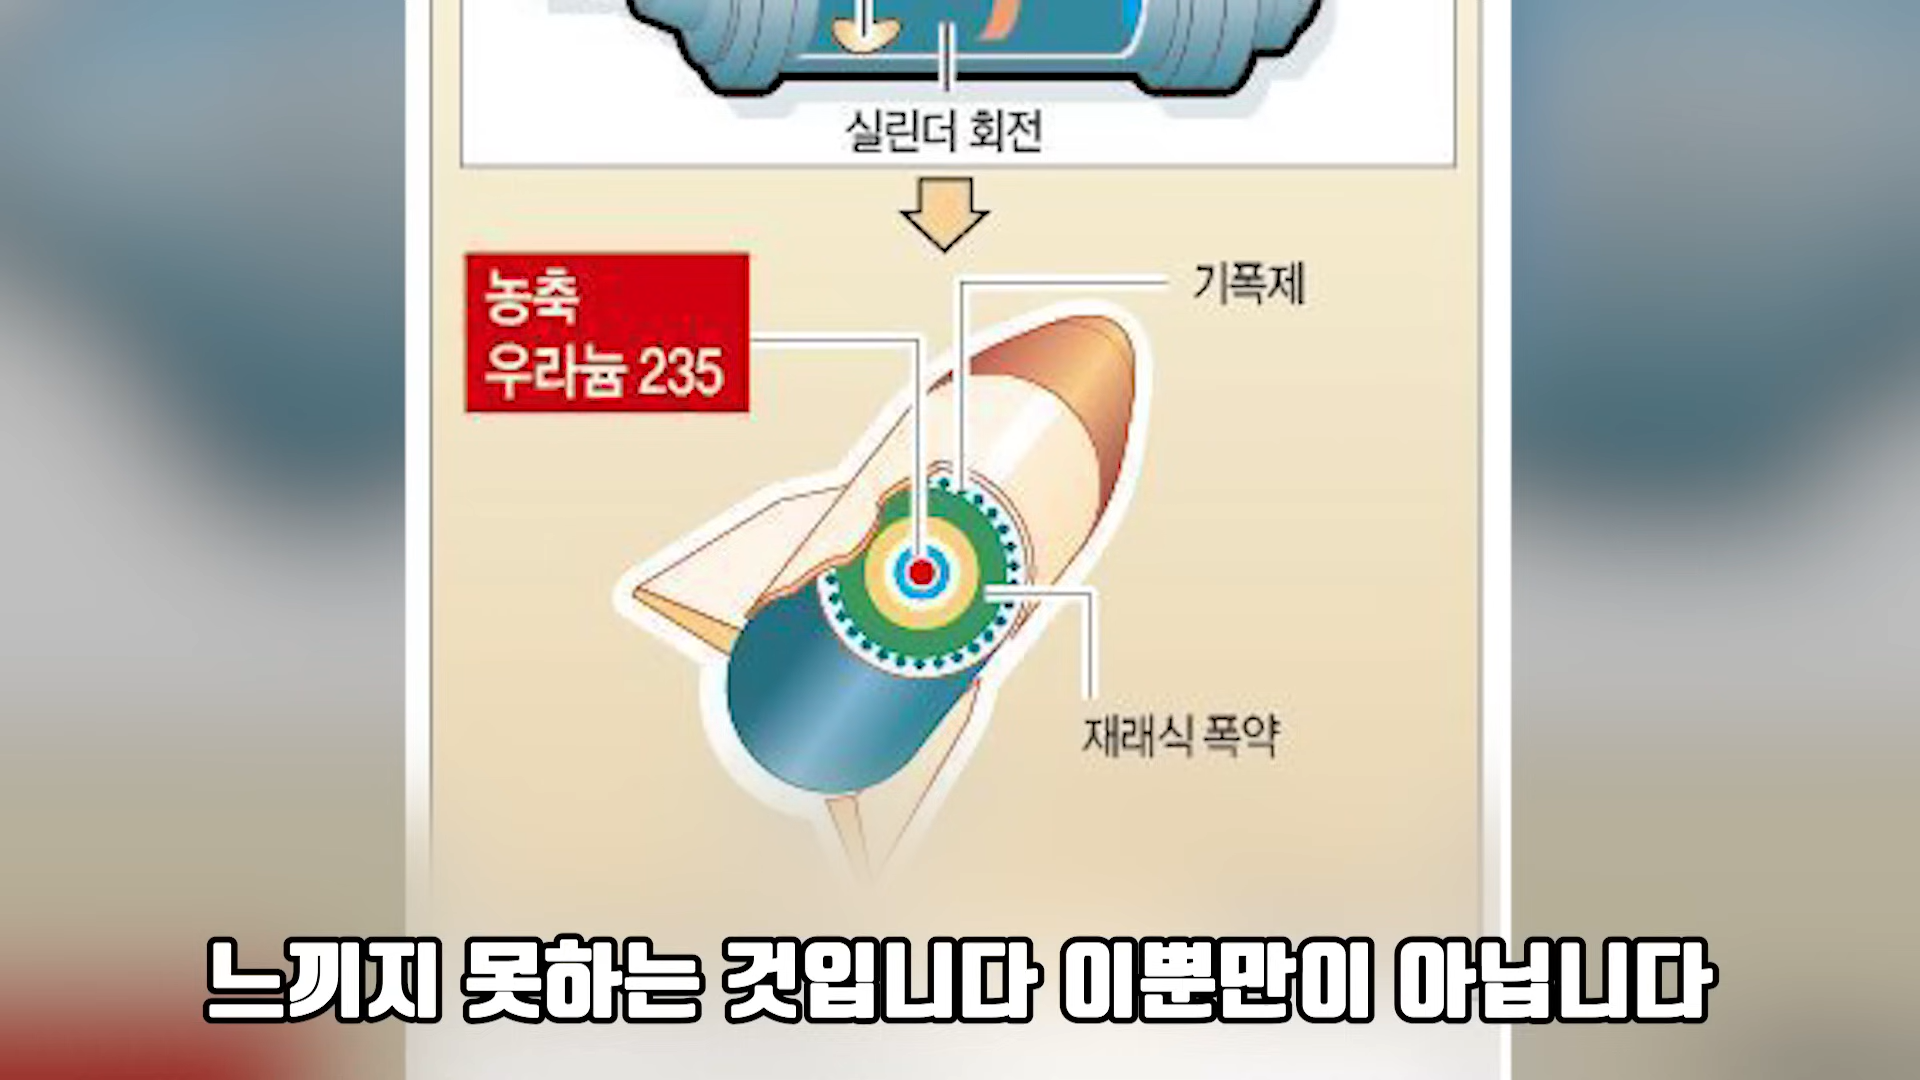 실린더 회전
기폭제
농축
우라늄 235
재래식 폭약
느끼지 못하는 것입니다 이뿐만이 아닙니다